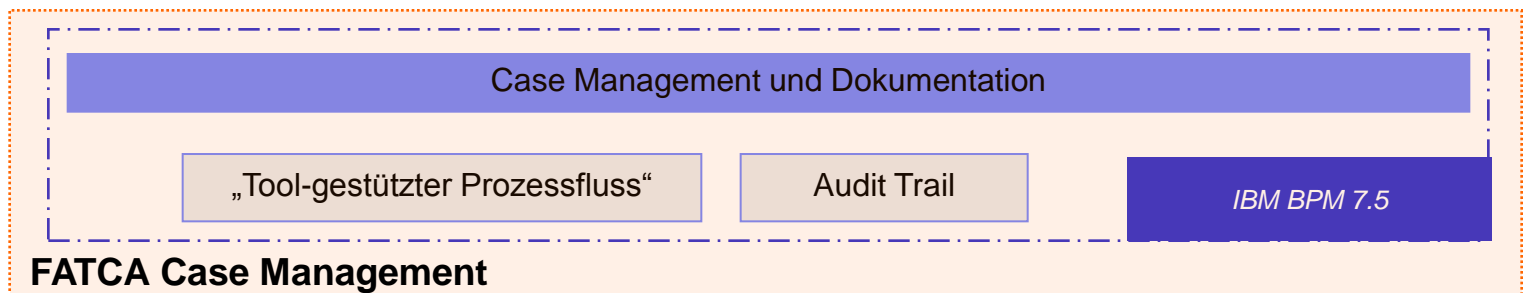 Case Management und Dokumentation
„Tool-gestützter Prozessfluss“
Audit Trail
IBM BPM 7.5
FATCA Case Management